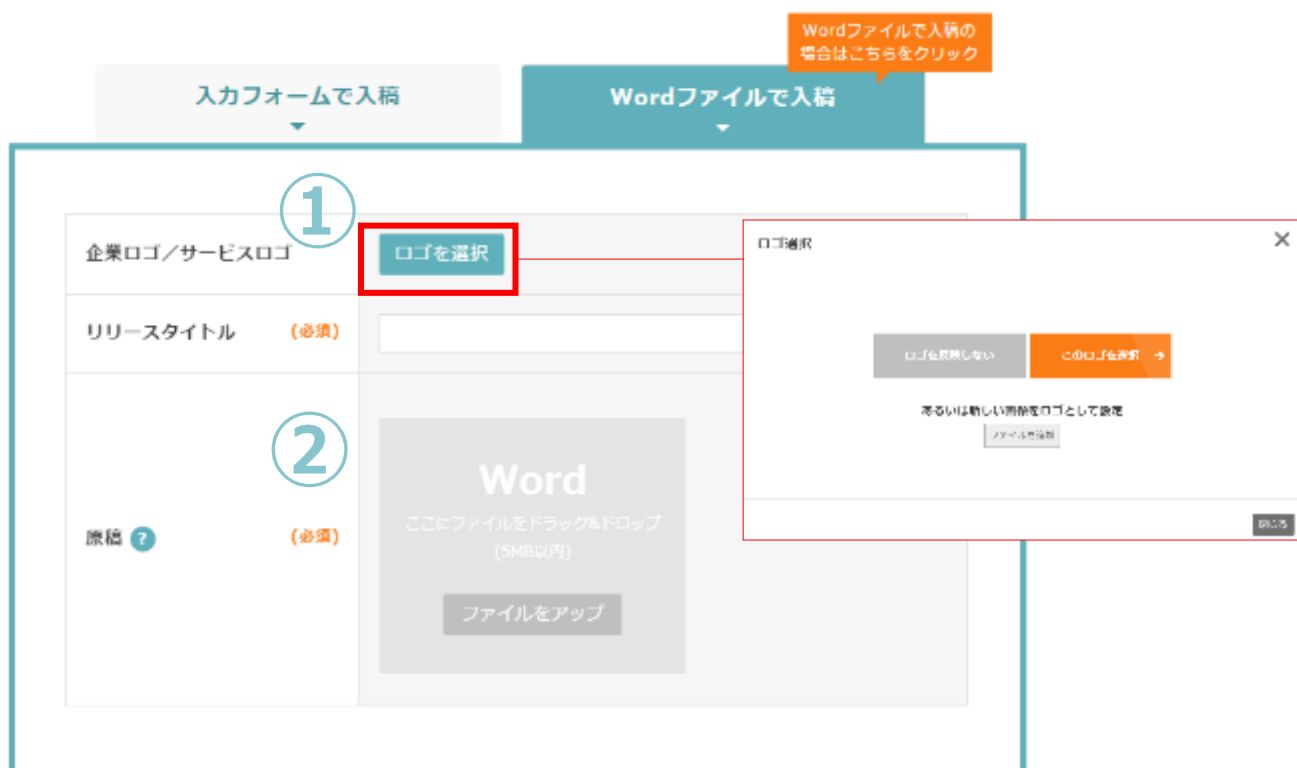 Wordファイルで入稿の
場合はこちらをクリック
入力フォームで入稿
Wordファイルで入稿
①
企業ロゴ／サービスロゴ
ロゴを選択
ロゴ選択
×
リリースタイトル (必須)
ロゴを反映しない
このロゴを選択 →
あるいは新しい画像をロゴとして設定
ファイルを追加
②
Word
ここにファイルをドラッグ&ドロップ
(5MB以内)
原稿 ? (必須)
閉じる
ファイルをアップ